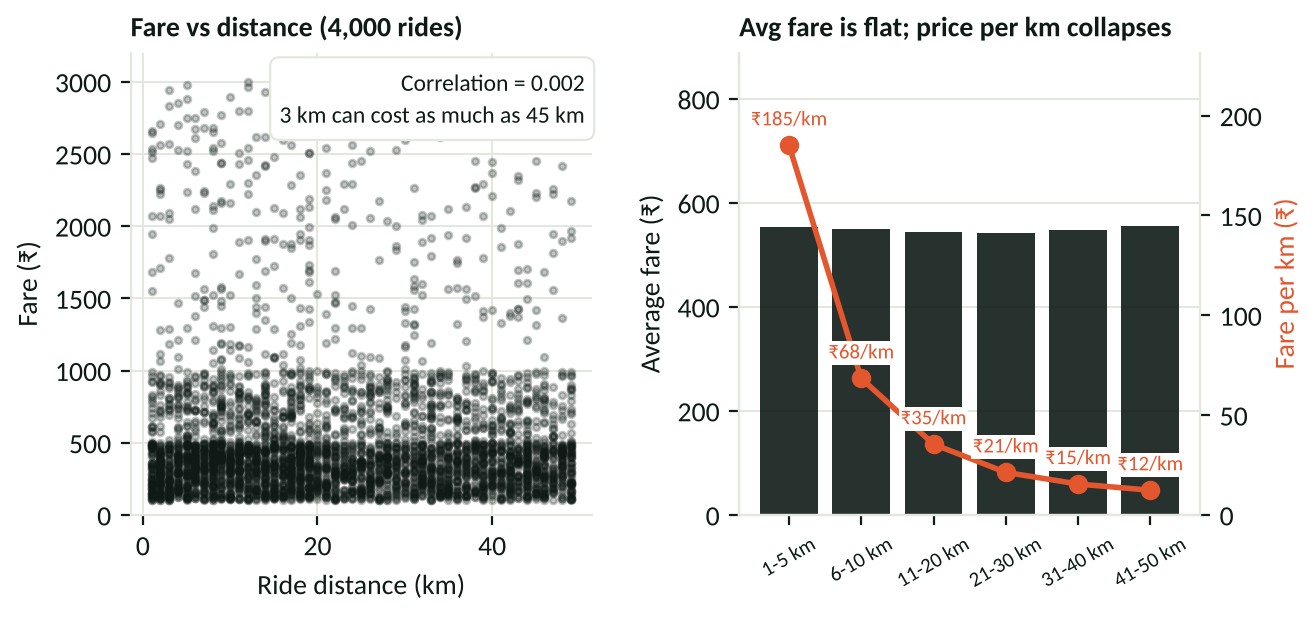 Fare vs distance (4,000 rides)
Correlation = 0.002
3 km can cost as much as 45 km
Fare (₹)
3000
2500
2000
1500
1000
500
0
0
20
40
Ride distance (km)
Avg fare is flat; price per km collapses
Average fare (₹)
800
600
400
200
0
₹185/km
₹68/km
₹35/km
₹21/km
₹15/km
₹12/km
1-5 km
6-10 km
11-20 km
21-30 km
31-40 km
41-50 km
200
150
100
50
0
Fare per km (₹)